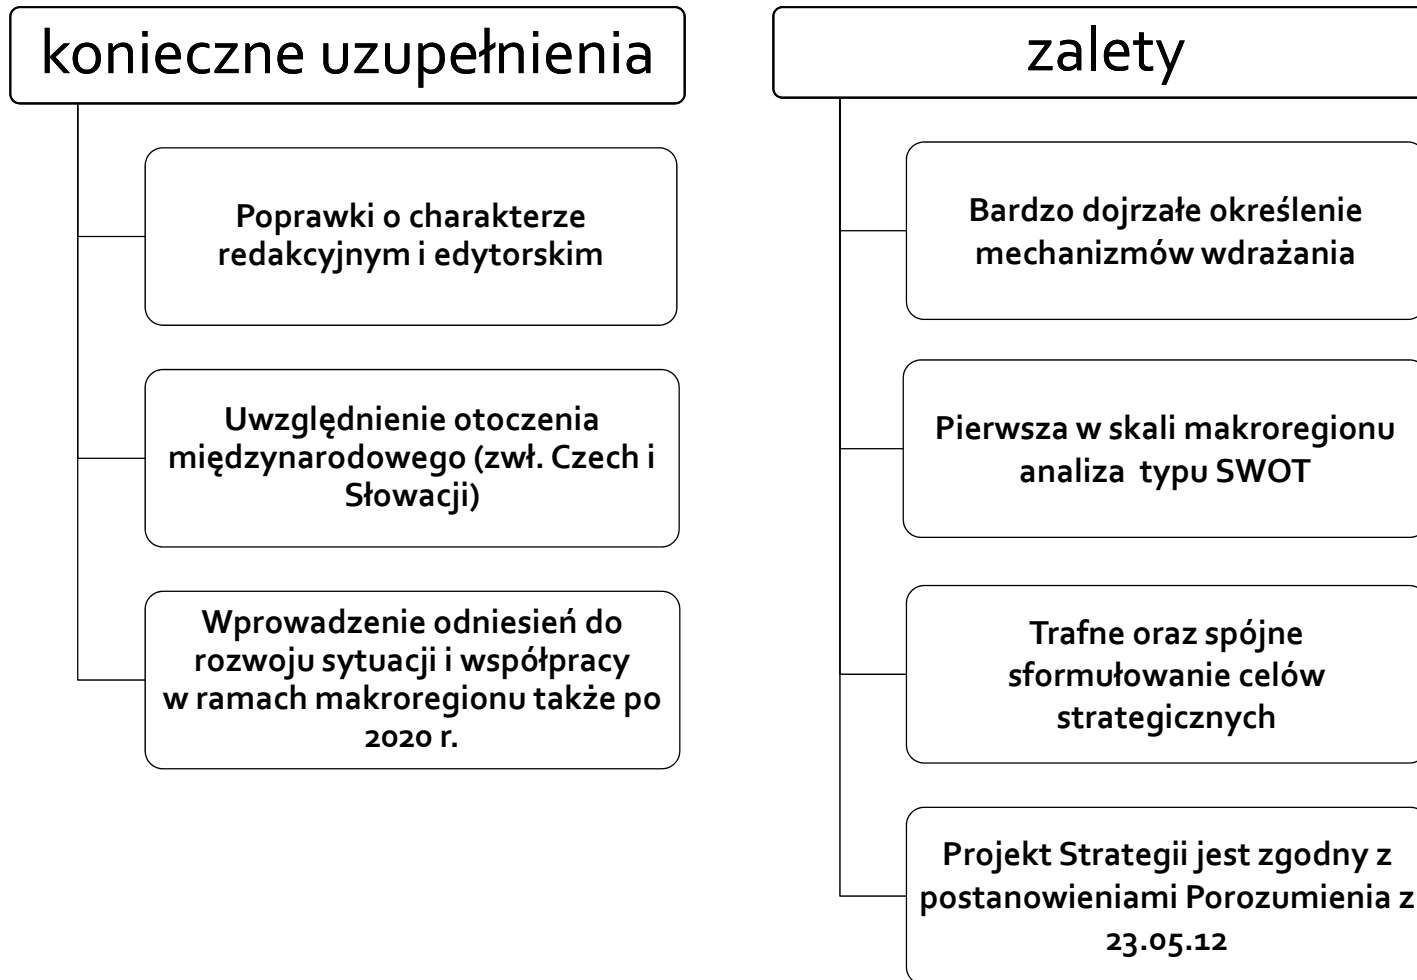 konieczne uzupełnienia
Poprawki o charakterze
redakcyjnym i edytorskim
Uwzględnienie otoczenia
międzynarodowego (zwł. Czech i
Słowacji)
Wprowadzenie odniesień do
rozwoju sytuacji i współpracy
w ramach makroregionu także po
2020 r.
zalety
Bardzo dojrzałe określenie
mechanizmów wdrażania
Pierwsza w skali makroregionu
analiza  typu SWOT
Trafne oraz spójne
sformułowanie celów
strategicznych
Projekt Strategii jest zgodny z
postanowieniami Porozumienia z
23.05.12